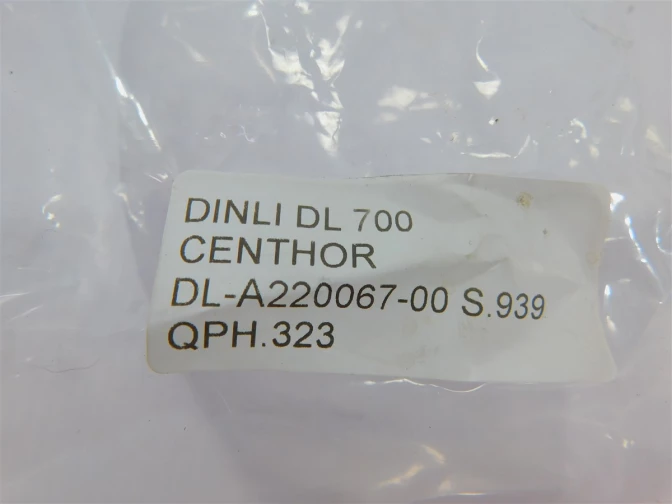 DINLI DL 700
CENTHOR
DL-A220067-00 S.939
QPH.323